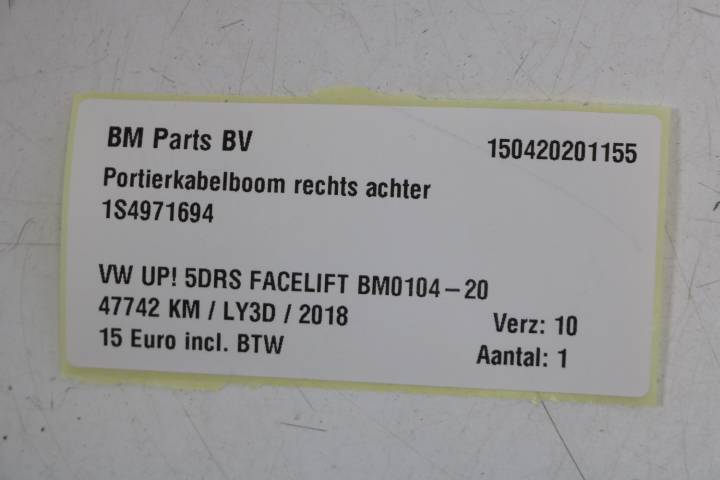 BM Parts BV 150420201155
Portierkabelboom rechts achter
1S4971694
VW UP! 5DRS FACELIFT BM0104-20
47742 KM / LY3D / 2018 Verz: 10
15 Euro incl. BTW Aantal: 1